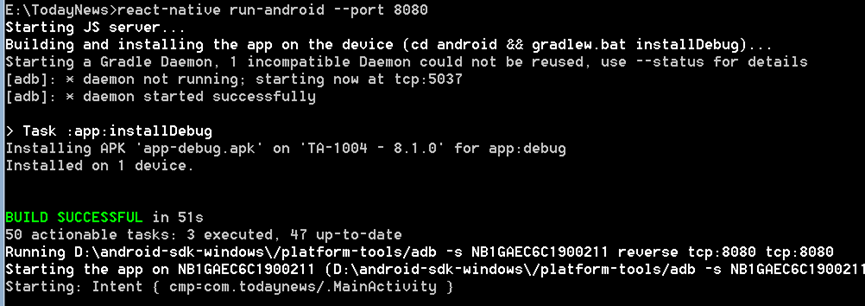 E:\TodayNews>react-native run-android --port 8080
Starting JS server...
Building and installing the app on the device (cd android && gradlew.bat installDebug)...
Starting a Gradle Daemon, 1 incompatible Daemon could not be reused, use --status for details
[adb]: * daemon not running; starting now at tcp:5037
[adb]: * daemon started successfully
> Task :app:installDebug
Installing APK 'app-debug.apk' on 'TA-1004 - 8.1.0' for app:debug
Installed on 1 device.
BUILD SUCCESSFUL in 51s
50 actionable tasks: 3 executed, 47 up-to-date
Running D:\android-sdk-windows\/platform-tools/adb -s NB1GAEC6C1900211 reverse tcp:8080 tcp:8080
Starting the app on NB1GAEC6C1900211 (D:\android-sdk-windows\/platform-tools/adb -s NB1GAEC6C1900211
Starting: Intent { cmp=com.todaynews/.MainActivity }